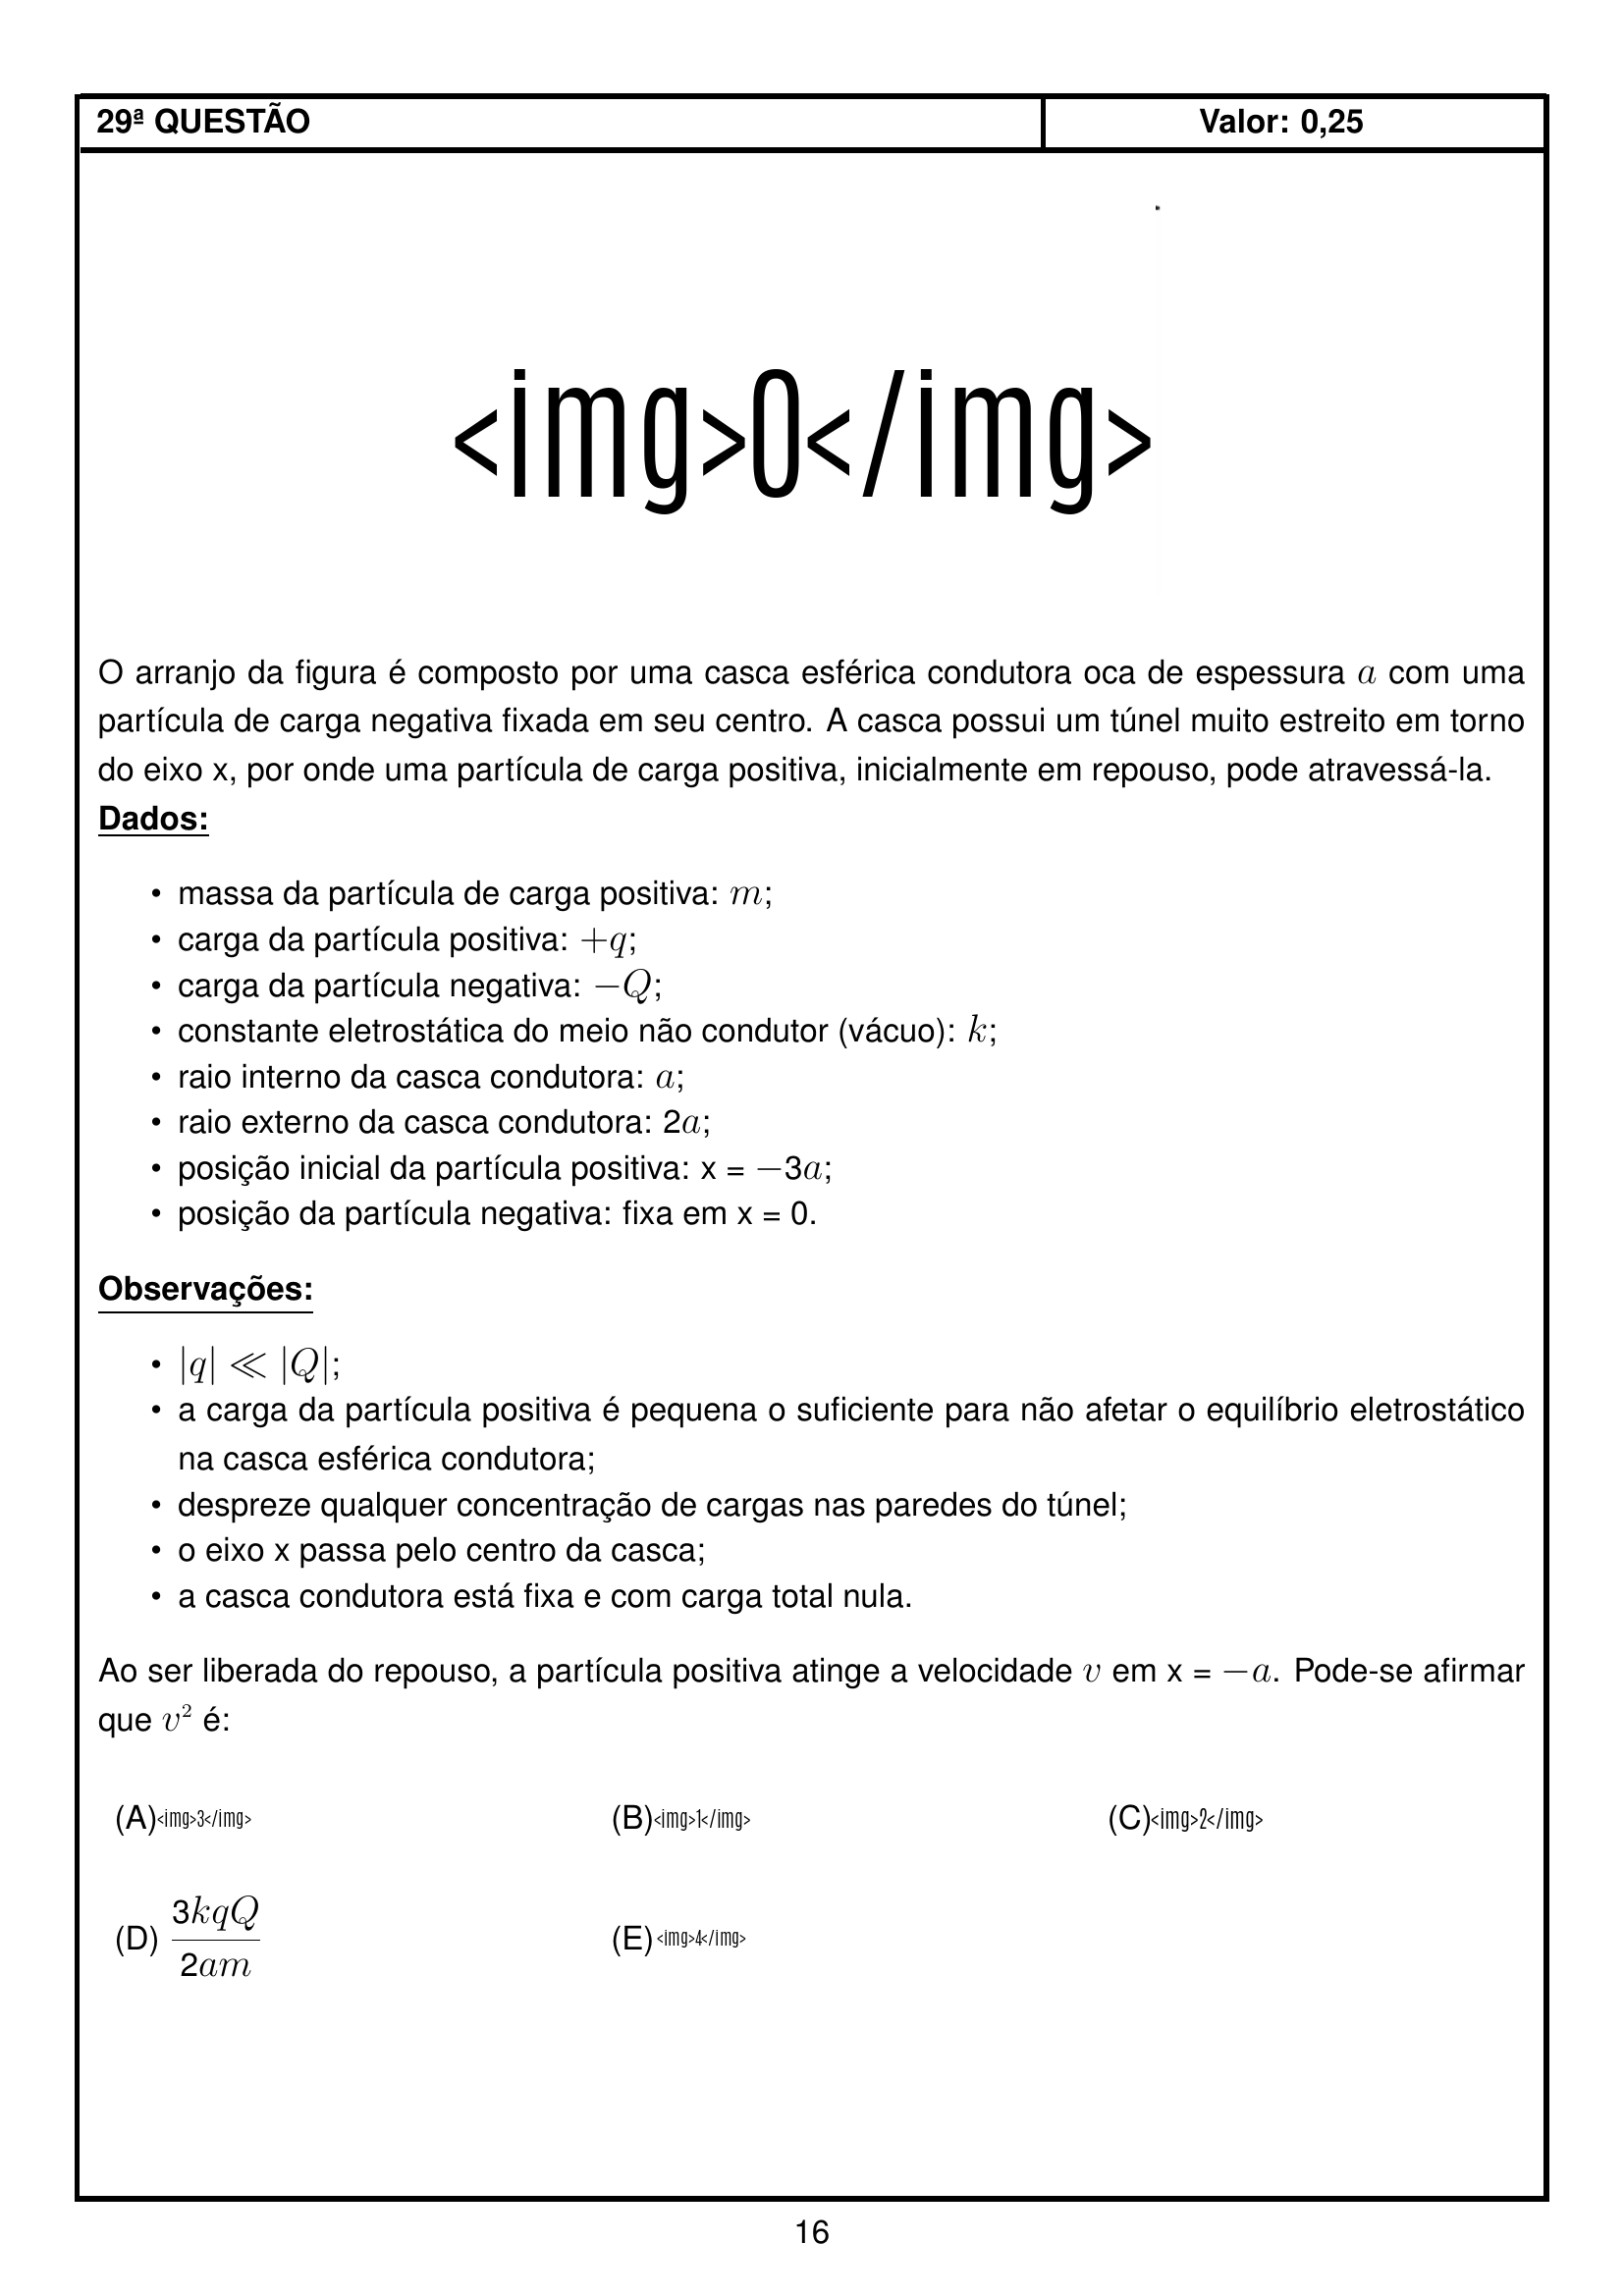 29ª QUESTÃO Valor: 0,25
<img>0</img>
O arranjo da figura é composto por uma casca esférica condutora oca de espessura a com uma
partícula de carga negativa fixada em seu centro. A casca possui um túnel muito estreito em torno
do eixo x, por onde uma partícula de carga positiva, inicialmente em repouso, pode atravessá-la.
Dados:
• massa da partícula de carga positiva: m;
• carga da partícula positiva: +q;
• carga da partícula negativa: −Q;
• constante eletrostática do meio não condutor (vácuo): k;
• raio interno da casca condutora: a;
• raio externo da casca condutora: 2a;
• posição inicial da partícula positiva: x = −3a;
• posição da partícula negativa: fixa em x = 0.
Observações:
• |q| ≪ |Q|;
• a carga da partícula positiva é pequena o suficiente para não afetar o equilíbrio eletrostático
na casca esférica condutora;
• despreze qualquer concentração de cargas nas paredes do túnel;
• o eixo x passa pelo centro da casca;
• a casca condutora está fixa e com carga total nula.
Ao ser liberada do repouso, a partícula positiva atinge a velocidade v em x = −a. Pode-se afirmar
que v² é:
(A)<img>3</img> (B)<img>1</img> (C)<img>2</img>
(D) 3kqQ/2am (E)<img>4</img>
16